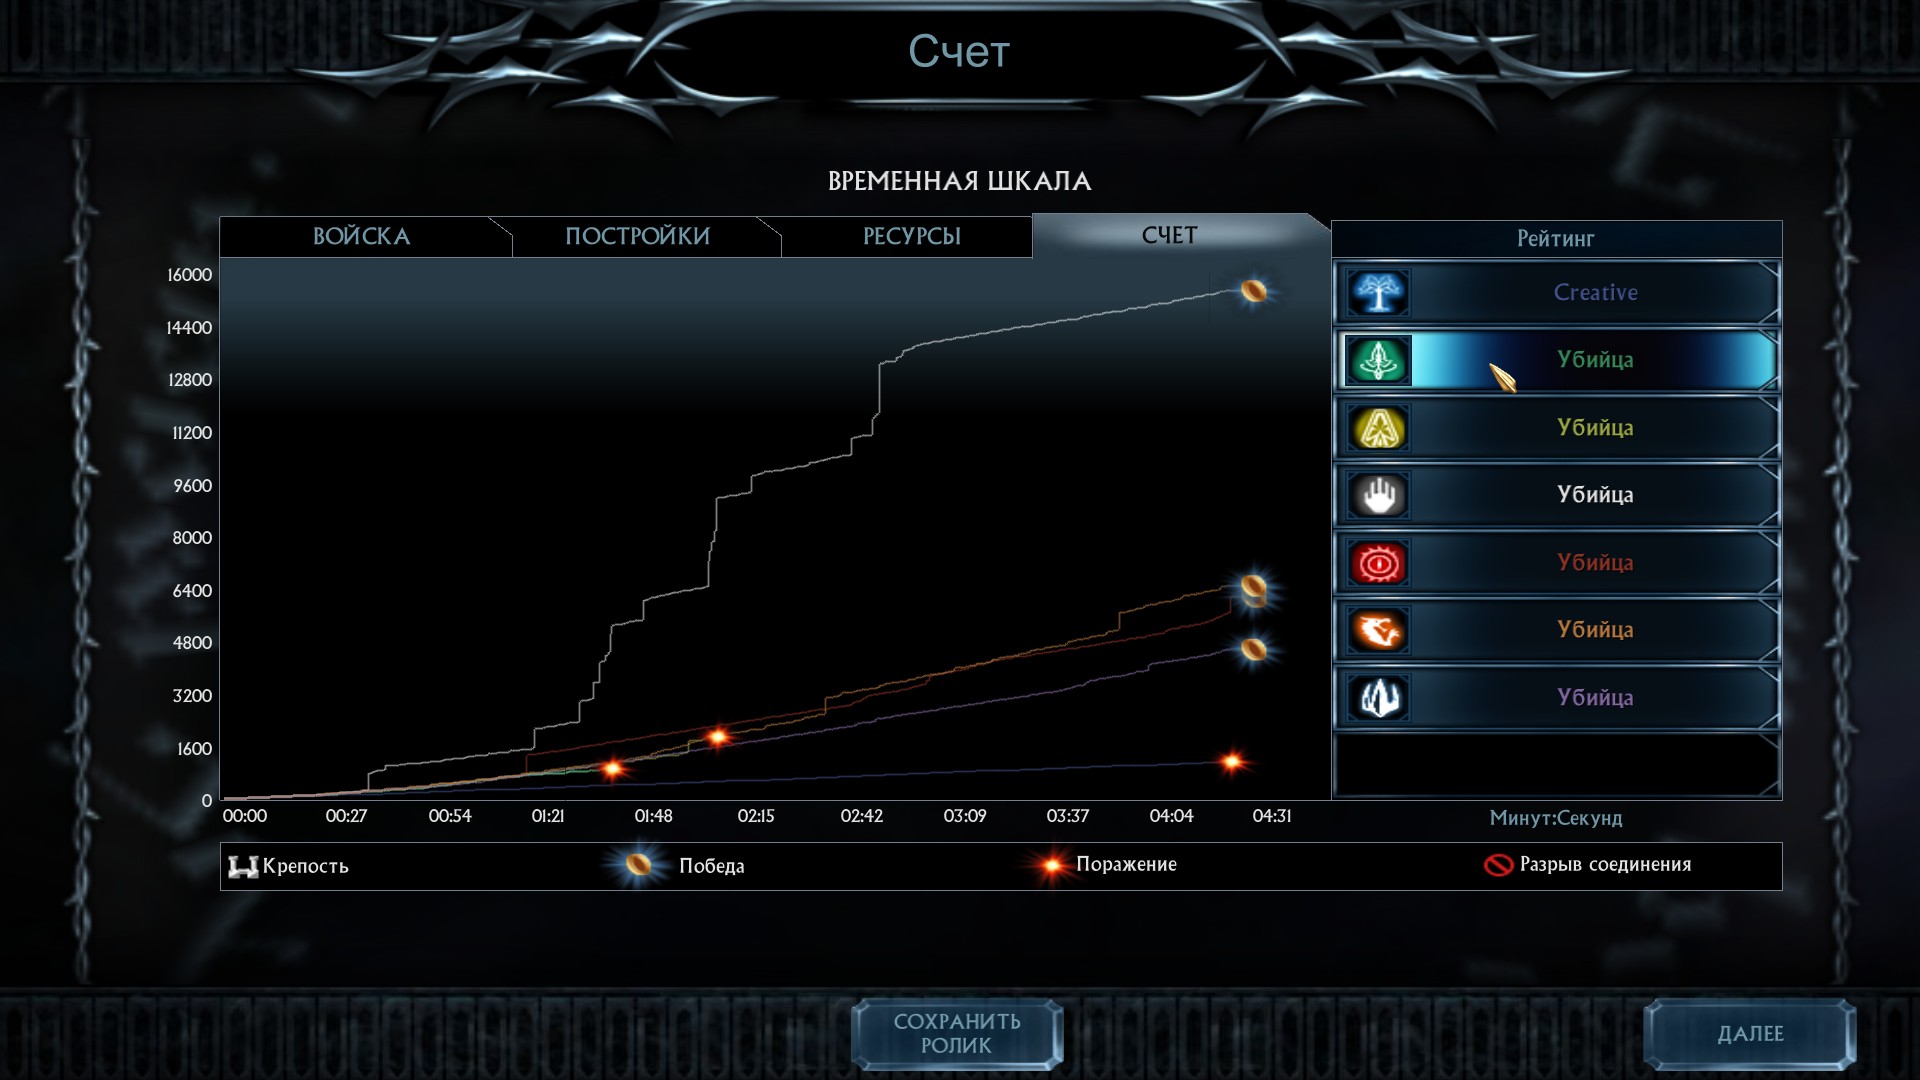 Счет
ВРЕМЕННАЯ ШКАЛА
ВОЙСКА
ПОСТРОЙКИ
РЕСУРСЫ
СЧЕТ
Рейтинг
16000
14400
12800
11200
9600
8000
6400
4800
3200
1600
0
Creative
Убийца
Убийца
Убийца
Убийца
Убийца
Убийца
00:00
00:27
00:54
01:21
01:48
02:15
02:42
03:09
03:37
04:04
04:31
Минут:Секунд
Крепость
Победа
Поражение
Разрыв соединения
СОХРАНИТЬ
РОЛИК
ДАЛЕЕ